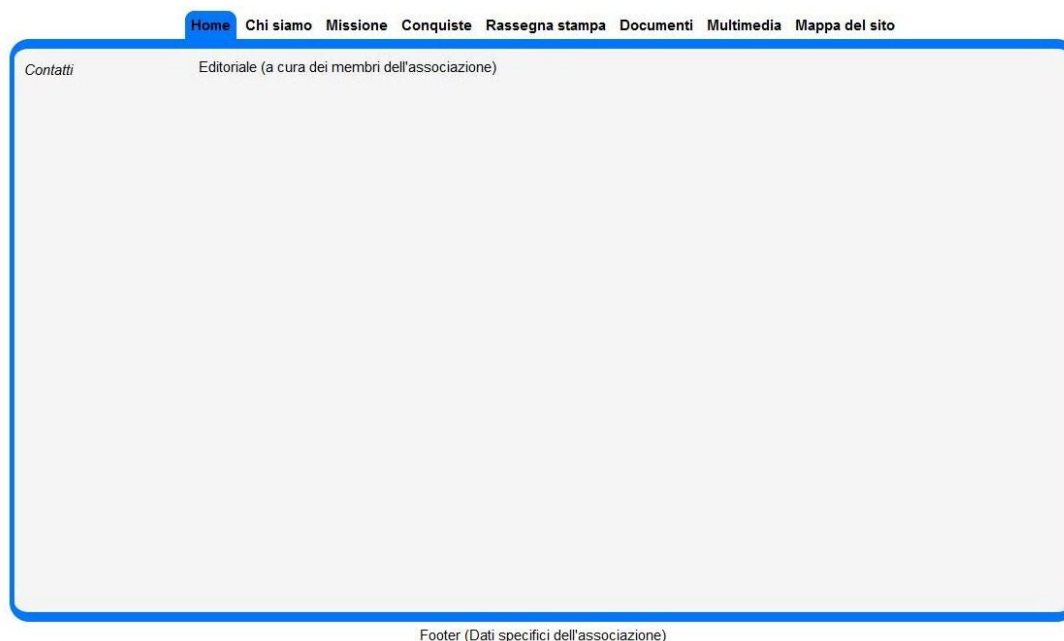 Home Chi siamo Missione Conquiste Rassegna stampa Documenti Multimedia Mappa del sito
Contatti
Editoriale (a cura dei membri dell'associazione)
Footer (Dati specifici dell'associazione)